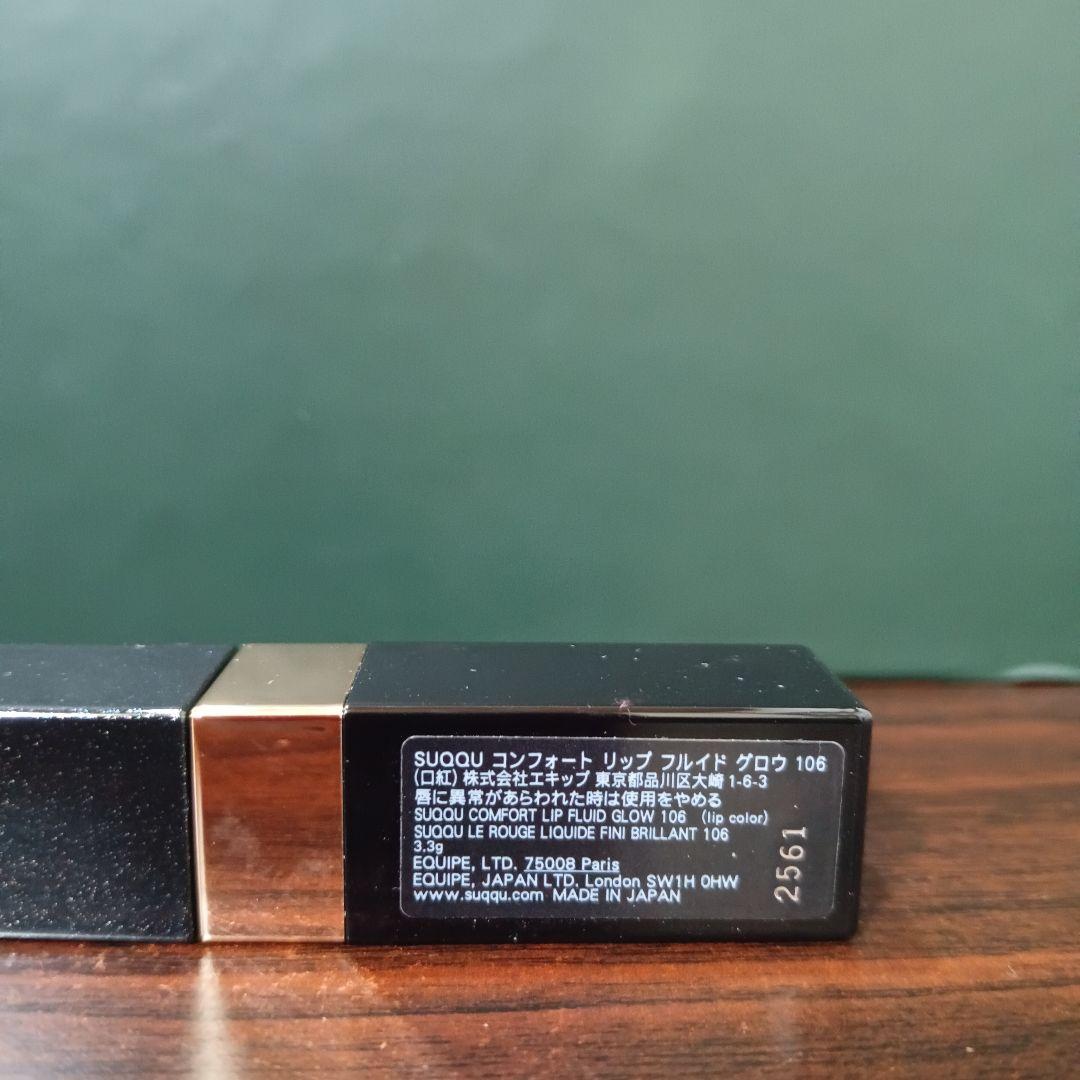 SUQQU コンフォート リップ フルイド グロウ 106
(口紅) 株式会社エキップ 東京都品川区大崎 1-6-3
唇に異常があらわれた時は使用をやめる
SUQQU COMFORT LIP FLUID GLOW 106 (lip color)
SUQQU LE ROUGE LIQUIDE FINI BRILLANT 106
3.3g
EQUIPE, LTD. 75008 Paris
EQUIPE, JAPAN LTD. London SW1H 0HW
www.suqqu.com MADE IN JAPAN
2561